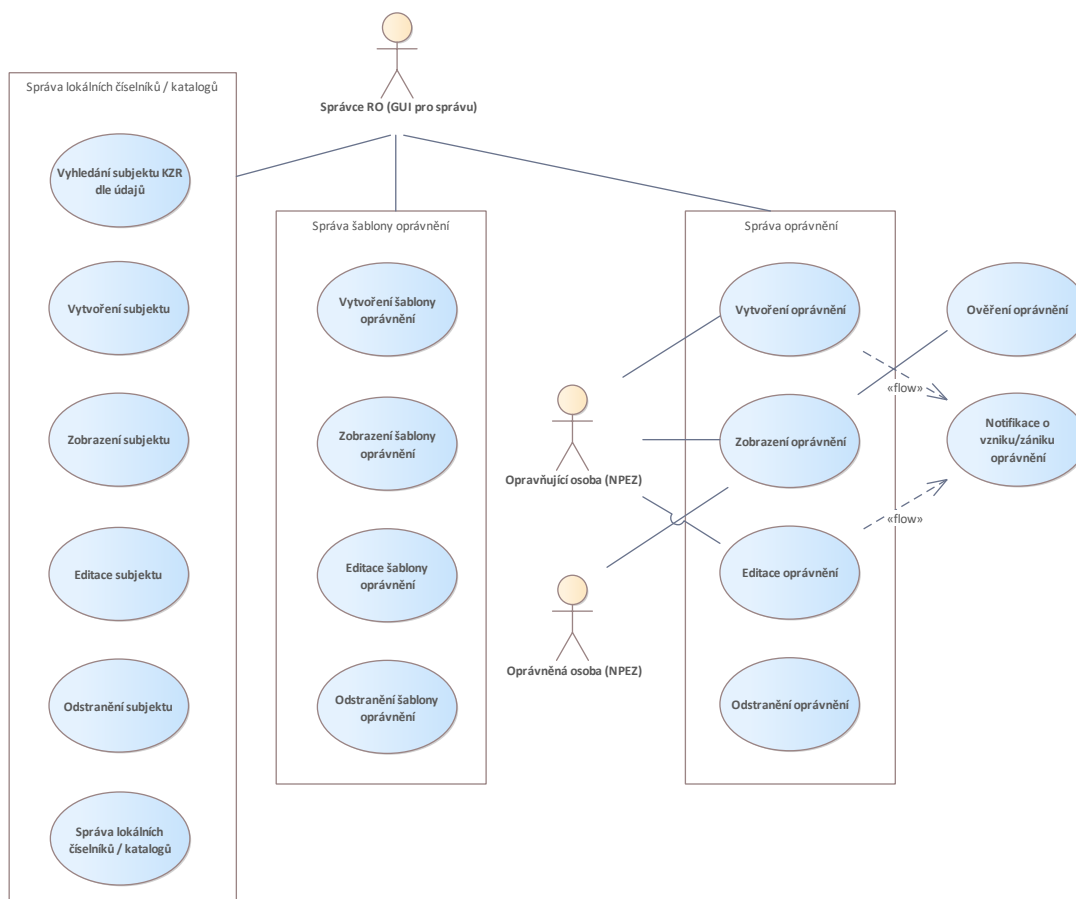 Správce RO (GUI pro správu)
Správa lokálních číselníků / katalogů
Vyhledání subjektu KZR
dle údajů
Vytvoření subjektu
Zobrazení subjektu
Editace subjektu
Odstranění subjektu
Správa lokálních
číselníků / katalogů
Správa šablony oprávnění
Vytvoření šablony
oprávnění
Zobrazení šablony
oprávnění
Editace šablony
oprávnění
Odstranění šablony
oprávnění
Opravňující osoba (NPEZ)
Oprávněná osoba (NPEZ)
Správa oprávnění
Vytvoření oprávnění
Zobrazení oprávnění
Editace oprávnění
Odstranění oprávnění
«flow»
«flow»
Ověření oprávnění
Notifikace o
vzniku/zániku
oprávnění